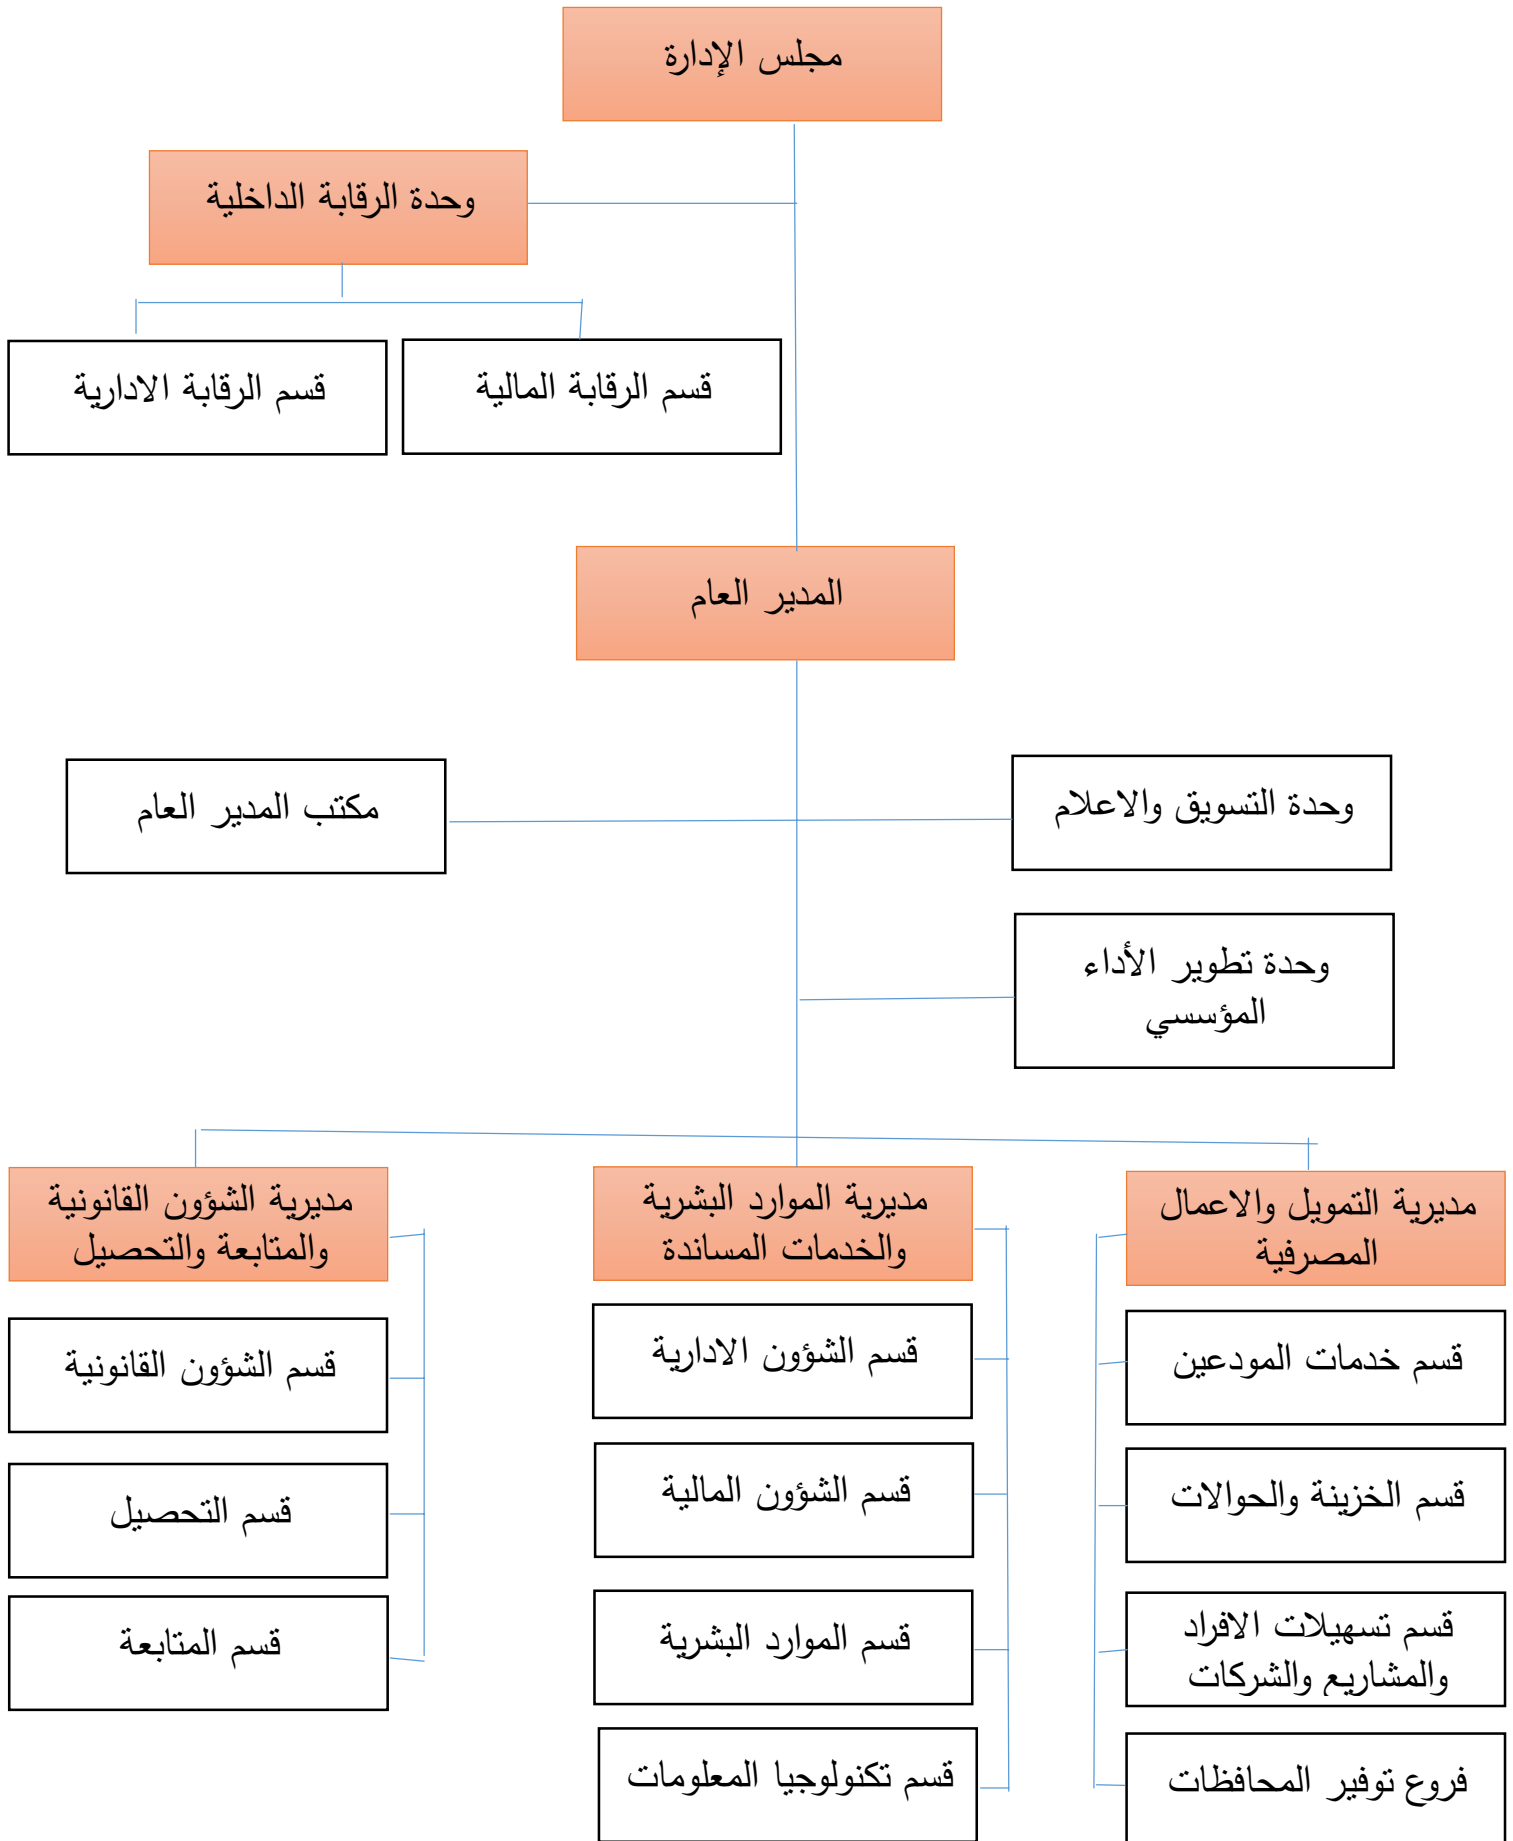 مجلس الإدارة
وحدة الرقابة الداخلية
قسم الرقابة المالية
قسم الرقابة الادارية
المدير العام
وحدة التسويق والاعلام
مكتب المدير العام
وحدة تطوير الأداء
المؤسسي
مديرية التمويل والاعمال
المصرفية
قسم خدمات المودعين
قسم الخزينة والحوالات
قسم تسهيلات الافراد
والمشاريع والشركات
فروع توفير المحافظات
مديرية الموارد البشرية
والخدمات المساندة
قسم الشؤون الادارية
قسم الشؤون المالية
قسم الموارد البشرية
قسم تكنولوجيا المعلومات
مديرية الشؤون القانونية
والمتابعة والتحصيل
قسم الشؤون القانونية
قسم التحصيل
قسم المتابعة